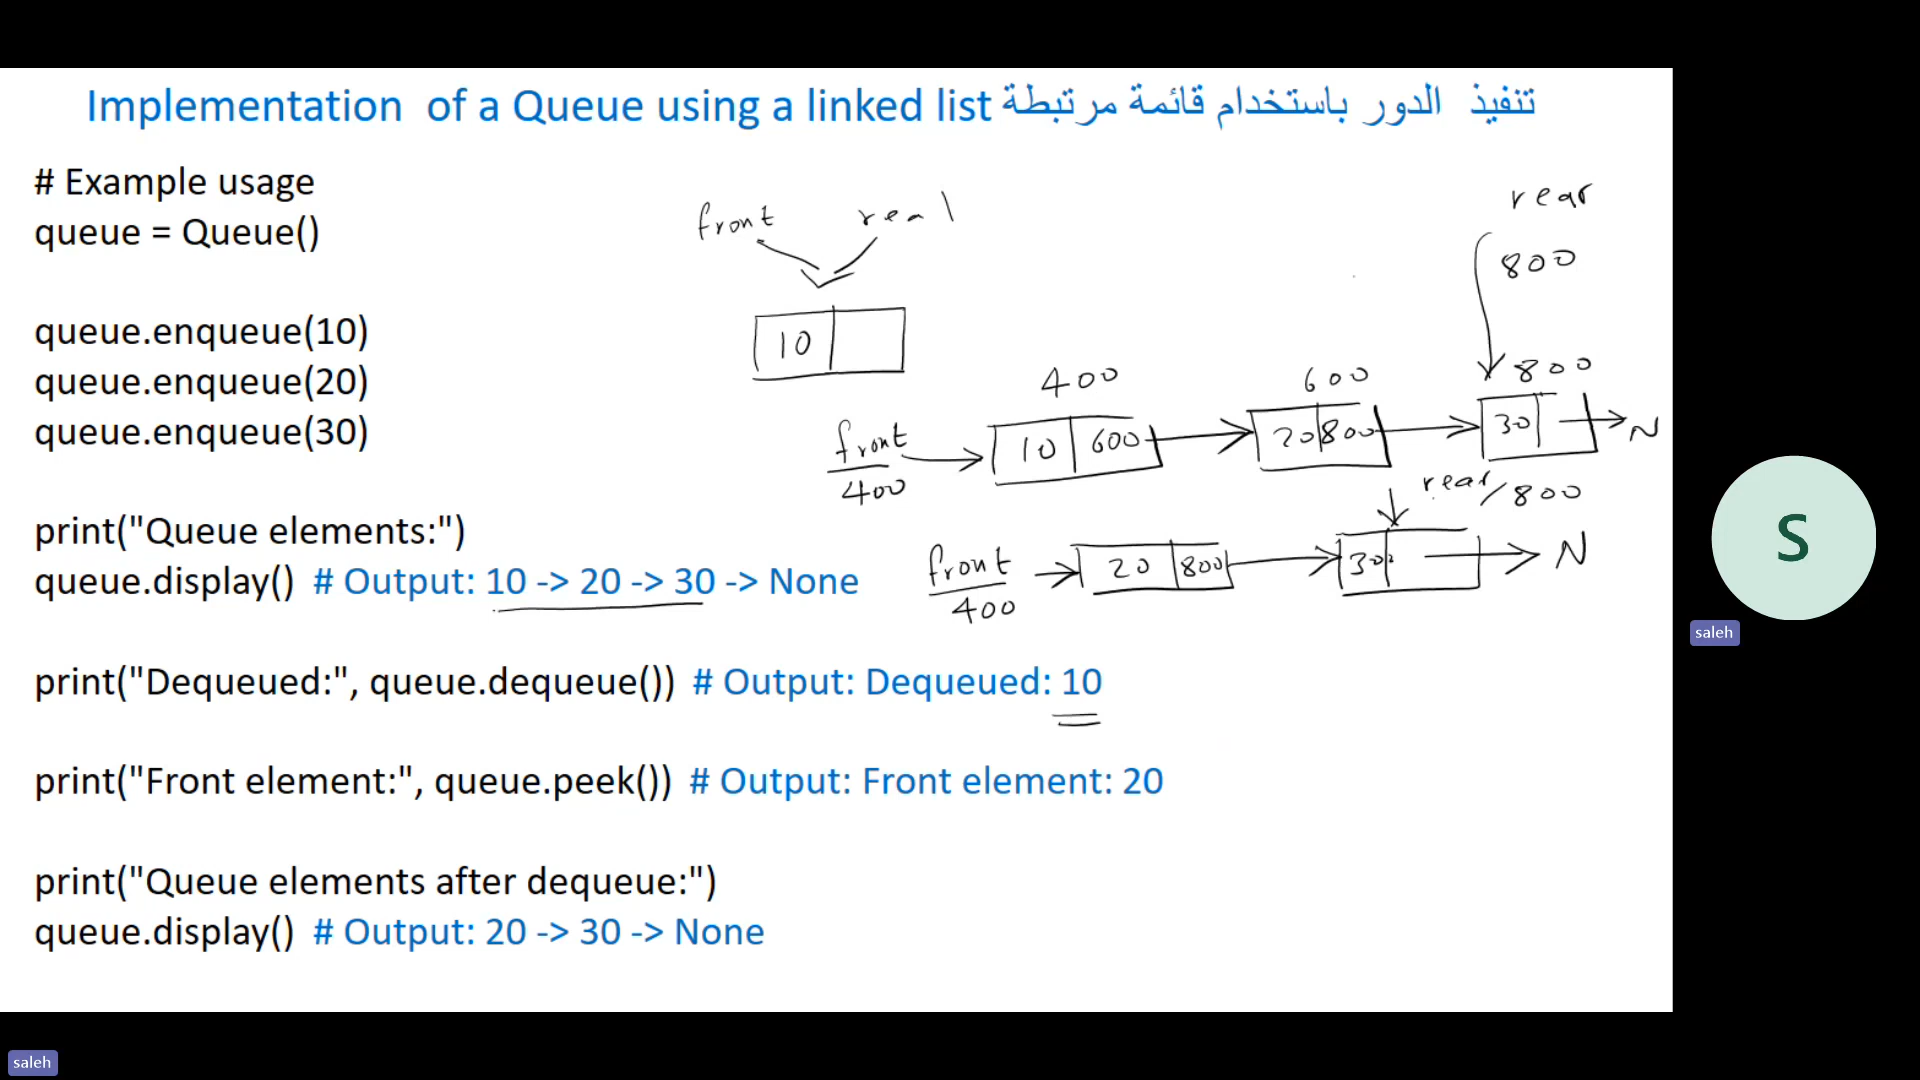 Implementation of a Queue using a linked list تنفيذ الدور باستخدام قائمة مرتبطة
# Example usage
queue = Queue()
queue.enqueue(10)
queue.enqueue(20)
queue.enqueue(30)
print("Queue elements:")
queue.display() # Output: 10 -> 20 -> 30 -> None
print("Dequeued:", queue.dequeue()) # Output: Dequeued: 10
print("Front element:", queue.peek()) # Output: Front element: 20
print("Queue elements after dequeue:")
queue.display() # Output: 20 -> 30 -> None
front real
10
rear
800
400 600 800
front 10 600 20 800 30 N
400
rear/800
front 20 800 30 N
400
S
saleh
saleh